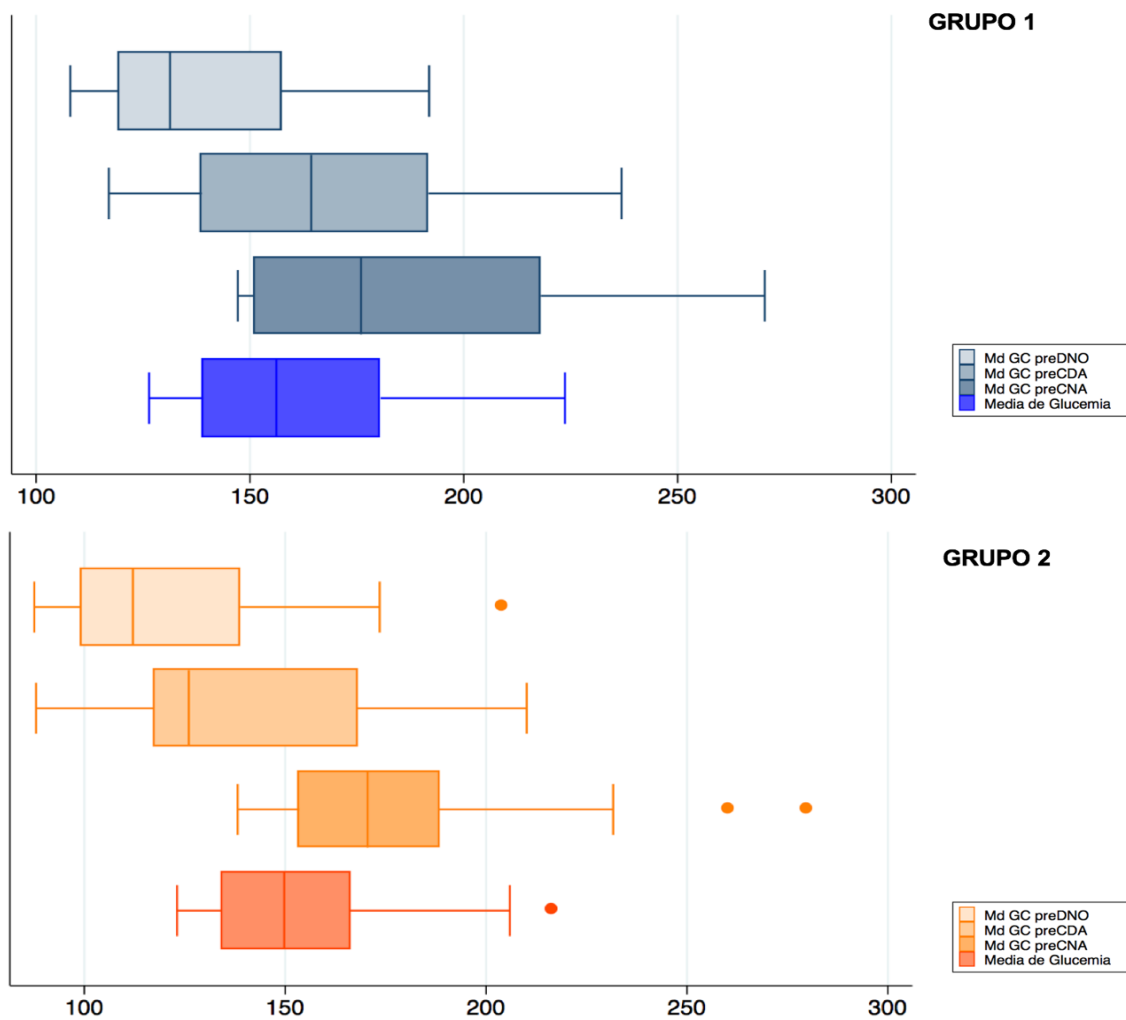 GRUPO 1
Md GC preDNO
Md GC preCDA
Md GC preCNA
Media de Glucemia
100 150 200 250 300
GRUPO 2
Md GC preDNO
Md GC preCDA
Md GC preCNA
Media de Glucemia
100 150 200 250 300